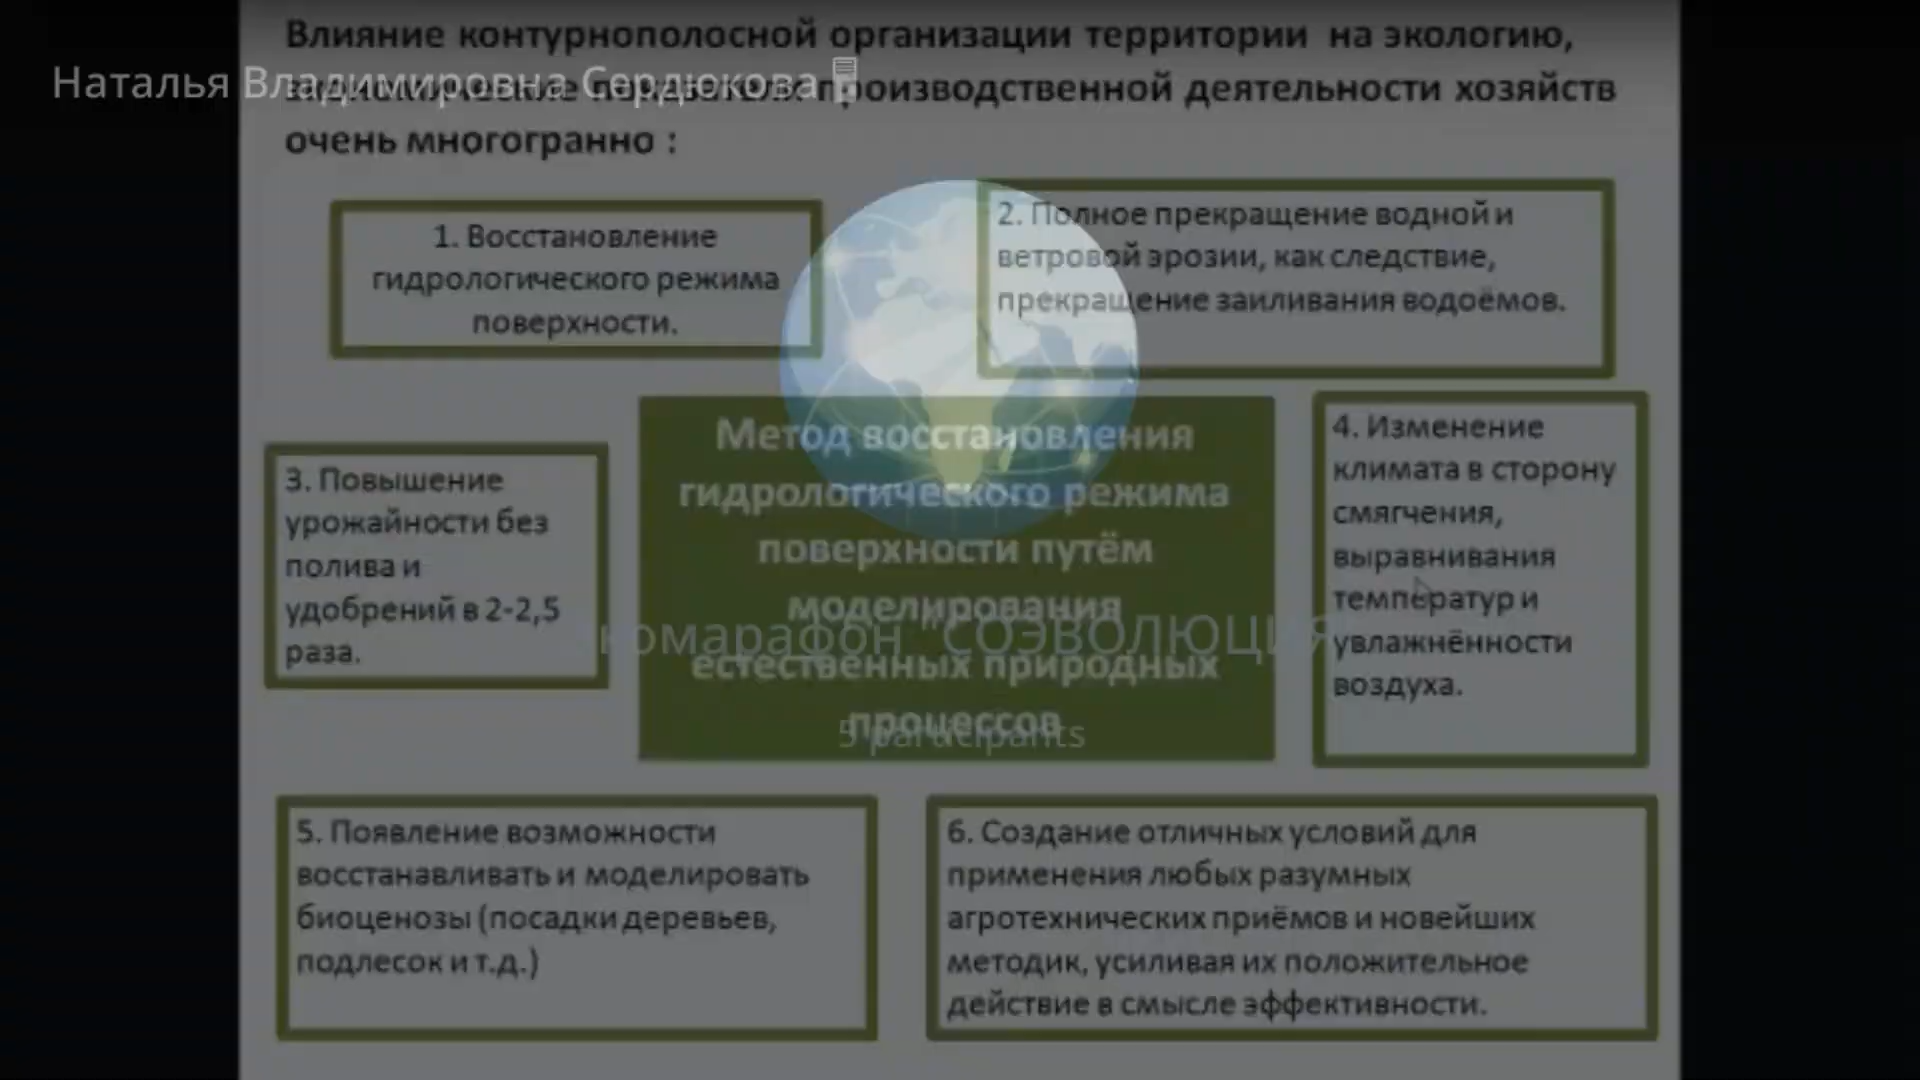 Влияние контурнополосной организации территории на экологию,
Наталья Владимировна Сердюкова
экономические показатели производственной деятельности хозяйств
очень многогранно :
1. Восстановление
гидрологического режима
поверхности.
2. Полное прекращение водной и
ветровой эрозии, как следствие,
прекращение заиливания водоёмов.
3. Повышение
урожайности без
полива и
удобрений в 2-2,5
раза.
Метод восстановления
гидрологического режима
поверхности путём
моделирования
естественных природных
процессов
4. Изменение
климата в сторону
смягчения,
выравнивания
температур и
увлажнённости
воздуха.
комарафон "СОЭВОЛЮЦИЯ
5 participants
5. Появление возможности
восстанавливать и моделировать
биоценозы (посадки деревьев,
подлесок и т.д.)
6. Создание отличных условий для
применения любых разумных
агротехнических приёмов и новейших
методик, усиливая их положительное
действие в смысле эффективности.